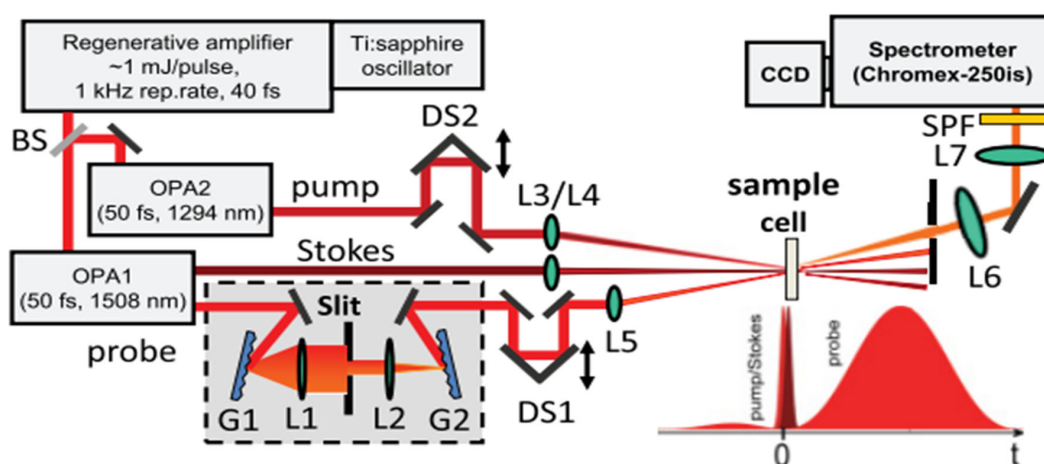 Regenerative amplifier
~1 mJ/pulse,
1 kHz rep.rate, 40 fs
Ti:sapphire
oscillator
CCD
Spectrometer
(Chromex-250is)
BS
DS2
SPF
L7
OPA2
(50 fs, 1294 nm)
pump
L3/L4
sample
cell
Stokes
L6
OPA1
(50 fs, 1508 nm)
Slit
L5
probe
G1
L1
L2
G2
DS1
pump/Stokes
probe
0
t